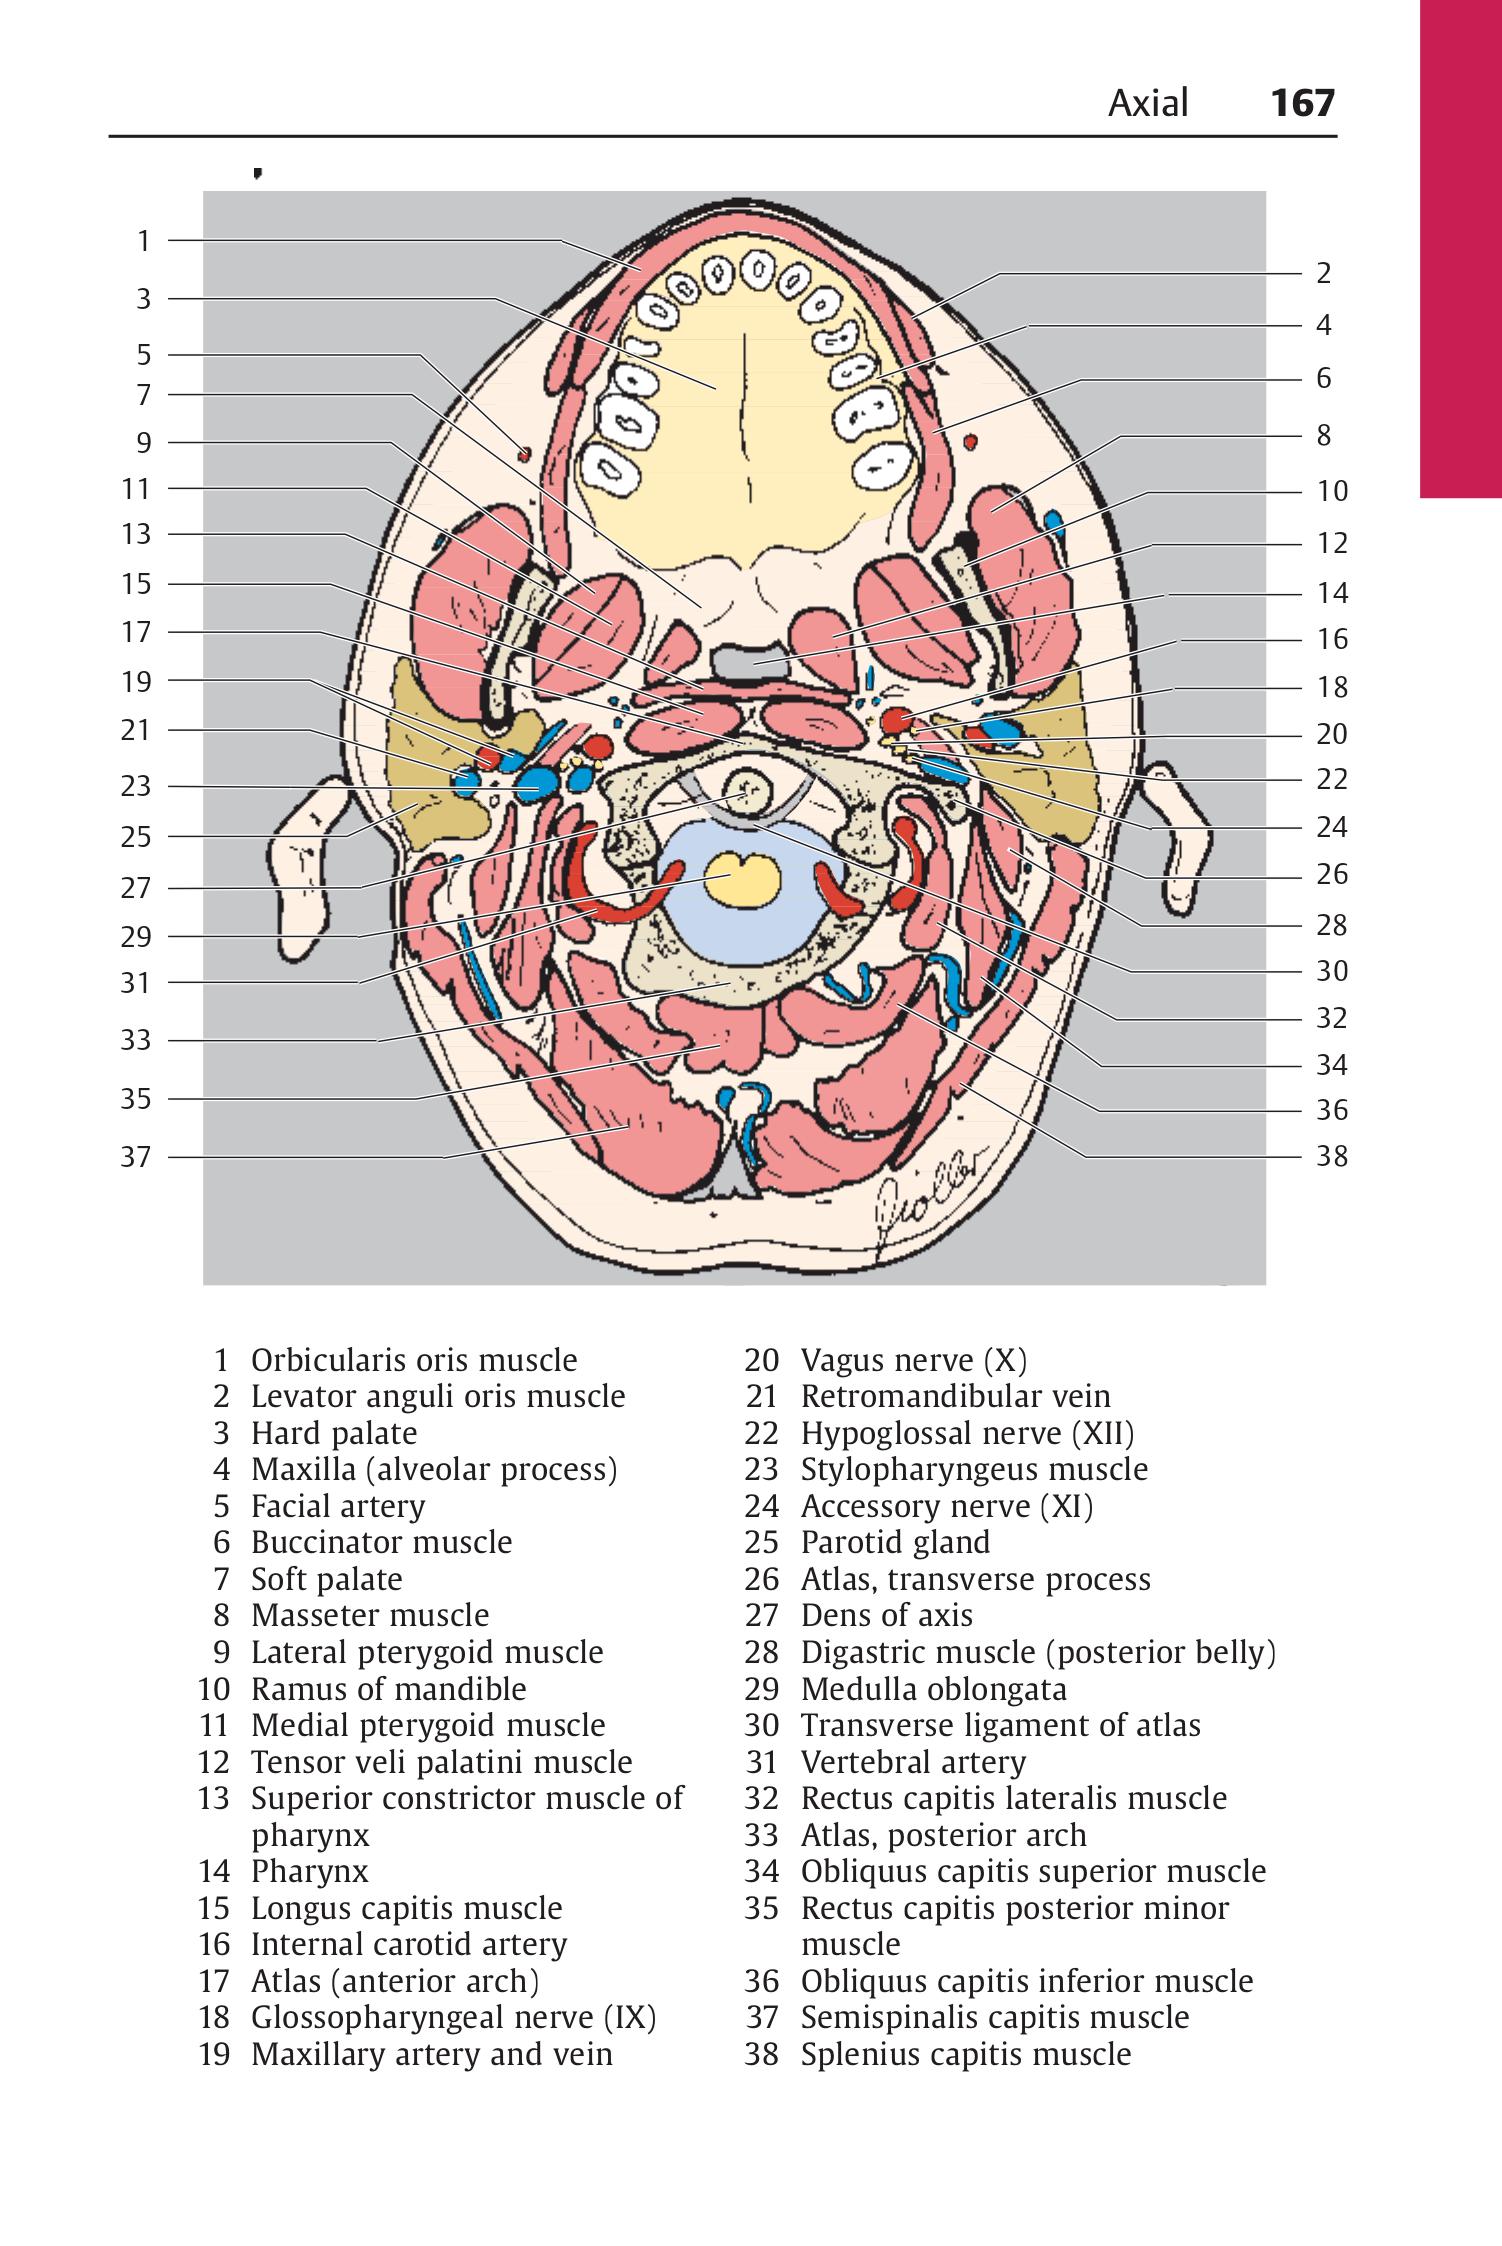 Axial 167
1
3
5
7
9
11
13
15
17
19
21
23
25
27
29
31
33
35
37
2
4
6
8
10
12
14
16
18
20
22
24
26
28
30
32
34
36
38
1 Orbicularis oris muscle
2 Levator anguli oris muscle
3 Hard palate
4 Maxilla (alveolar process)
5 Facial artery
6 Buccinator muscle
7 Soft palate
8 Masseter muscle
9 Lateral pterygoid muscle
10 Ramus of mandible
11 Medial pterygoid muscle
12 Tensor veli palatini muscle
13 Superior constrictor muscle of
pharynx
14 Pharynx
15 Longus capitis muscle
16 Internal carotid artery
17 Atlas (anterior arch)
18 Glossopharyngeal nerve (IX)
19 Maxillary artery and vein
20 Vagus nerve (X)
21 Retromandibular vein
22 Hypoglossal nerve (XII)
23 Stylopharyngeus muscle
24 Accessory nerve (XI)
25 Parotid gland
26 Atlas, transverse process
27 Dens of axis
28 Digastric muscle (posterior belly)
29 Medulla oblongata
30 Transverse ligament of atlas
31 Vertebral artery
32 Rectus capitis lateralis muscle
33 Atlas, posterior arch
34 Obliquus capitis superior muscle
35 Rectus capitis posterior minor
muscle
36 Obliquus capitis inferior muscle
37 Semispinalis capitis muscle
38 Splenius capitis muscle